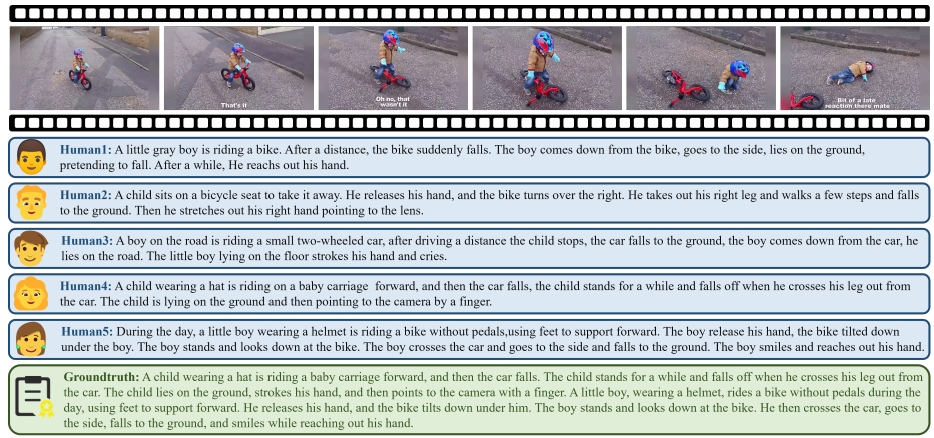 That's it
Oh no, that
wasn't it
Bit of a late
reaction there mate
Human1: A little gray boy is riding a bike. After a distance, the bike suddenly falls. The boy comes down from the bike, goes to the side, lies on the ground,
pretending to fall. After a while, He reachs out his hand.
Human2: A child sits on a bicycle seat to take it away. He releases his hand, and the bike turns over the right. He takes out his right leg and walks a few steps and falls
to the ground. Then he stretches out his right hand pointing to the lens.
Human3: A boy on the road is riding a small two-wheeled car, after driving a distance the child stops, the car falls to the ground, the boy comes down from the car, he
lies on the road. The little boy lying on the floor strokes his hand and cries.
Human4: A child wearing a hat is riding on a baby carriage forward, and then the car falls, the child stands for a while and falls off when he crosses his leg out from
the car. The child is lying on the ground and then pointing to the camera by a finger.
Human5: During the day, a little boy wearing a helmet is riding a bike without pedals,using feet to support forward. The boy release his hand, the bike tilted down
under the boy. The boy stands and looks down at the bike. The boy crosses the car and goes to the side and falls to the ground. The boy smiles and reaches out his hand.
Groundtruth: A child wearing a hat is riding a baby carriage forward, and then the car falls. The child stands for a while and falls off when he crosses his leg out from
the car. The child lies on the ground, strokes his hand, and then points to the camera with a finger. A little boy, wearing a helmet, rides a bike without pedals during the
day, using feet to support forward. He releases his hand, and the bike tilts down under him. The boy stands and looks down at the bike. He then crosses the car, goes to
the side, falls to the ground, and smiles while reaching out his hand.